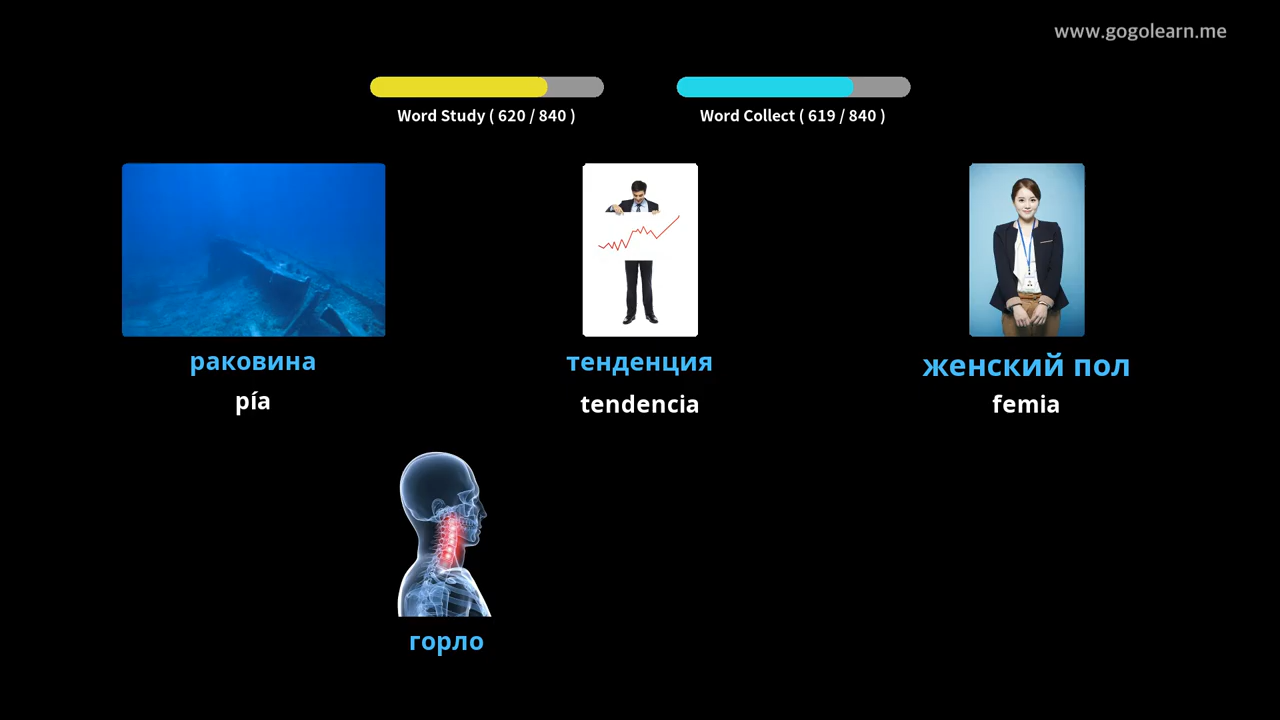 www.gogolearn.me
Word Study ( 620 / 840 )
Word Collect ( 619 / 840 )
раковина
pía
тенденция
tendencia
женский пол
femia
горло